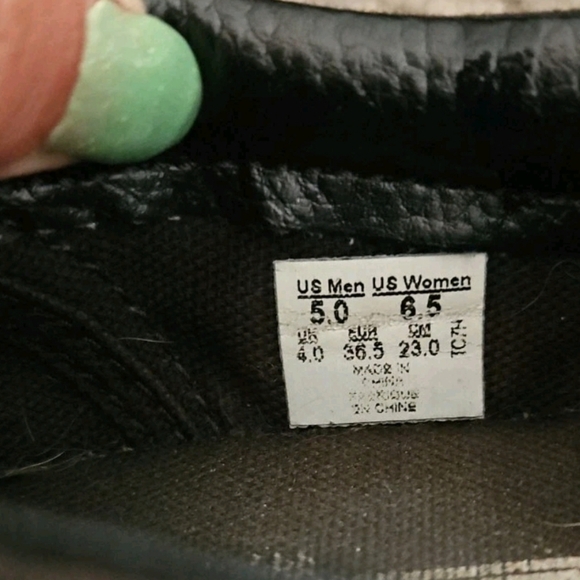 US Men US Women
5.0 6.5
UK EUR CM
4.0 36.5 23.0
MADE IN
CHINA
FABRIQUE
EN CHINE